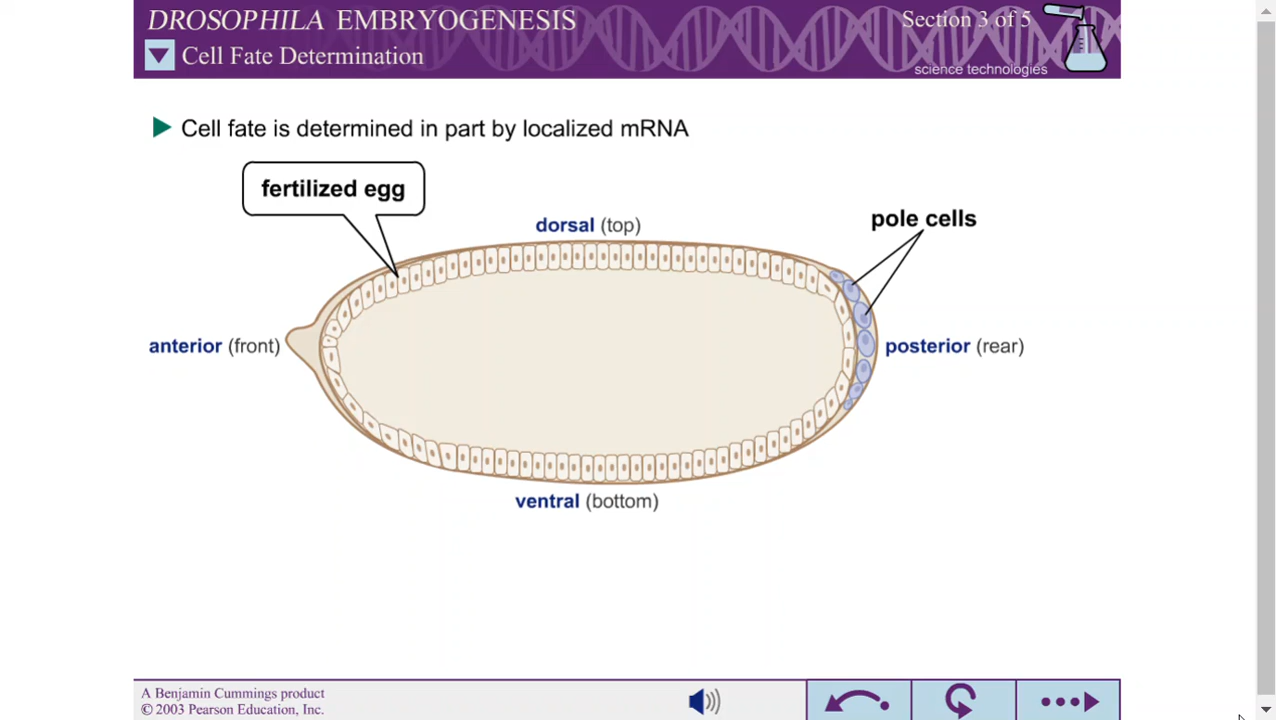 DROSOPHILA EMBRYOGENESIS
Section 3 of 5
Cell Fate Determination
science technologies
Cell fate is determined in part by localized mRNA
fertilized egg
dorsal (top)
pole cells
anterior (front)
posterior (rear)
ventral (bottom)
A Benjamin Cummings product
© 2003 Pearson Education, Inc.